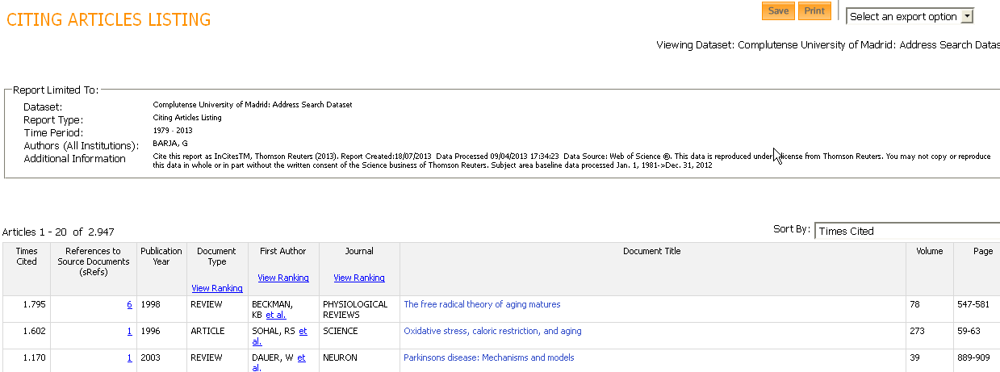 CITING ARTICLES LISTING
Save Print Select an export option
Viewing Dataset: Complutense University of Madrid: Address Search Datas
Report Limited To:
Dataset: Complutense University of Madrid: Address Search Dataset
Report Type: Citing Articles Listing
Time Period: 1979 - 2013
Authors (All Institutions): BARJA, G
Additional Information Cite this report as InCitesTM, Thomson Reuters (2013). Report Created:18/07/2013 Data Processed 09/04/2013 17:34:23 Data Source: Web of Science ®. This data is reproduced under license from Thomson Reuters. You may not copy or reproduce
this data in whole or in part without the written consent of the Science business of Thomson Reuters. Subject area baseline data processed Jan. 1, 1981->Dec. 31, 2012
Articles 1 - 20 of 2.947
Sort By: Times Cited
Times References to Publication Document First Author Journal Document Title Volume Page
Cited Source Documents Year Type
(sRefs)
View Ranking View Ranking View Ranking
1.795 6 1998 REVIEW BECKMAN, PHYSIOLOGICAL The free radical theory of aging matures 78 547-581
KB et al. REVIEWS
1.602 1 1996 ARTICLE SOHAL, RS et SCIENCE Oxidative stress, caloric restriction, and aging 273 59-63
al.
1.170 1 2003 REVIEW DAUER, W et NEURON Parkinsons disease: Mechanisms and models 39 889-909
al.